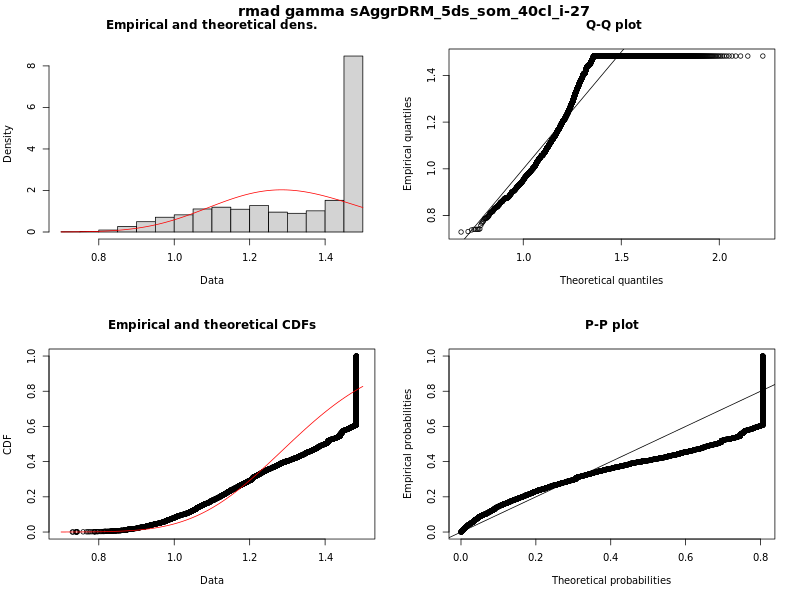 rmad gamma sAggrDRM_5ds_som_40cl_i-27
Empirical and theoretical dens.
Density
0 2 4 6 8
0.8 1.0 1.2 1.4
Data
Q-Q plot
Empirical quantiles
0.8 1.0 1.2 1.4
1.0 1.5 2.0
Theoretical quantiles
Empirical and theoretical CDFs
CDF
0.0 0.2 0.4 0.6 0.8 1.0
0.8 1.0 1.2 1.4
Data
P-P plot
Empirical probabilities
0.0 0.2 0.4 0.6 0.8 1.0
0.0 0.2 0.4 0.6 0.8
Theoretical probabilities